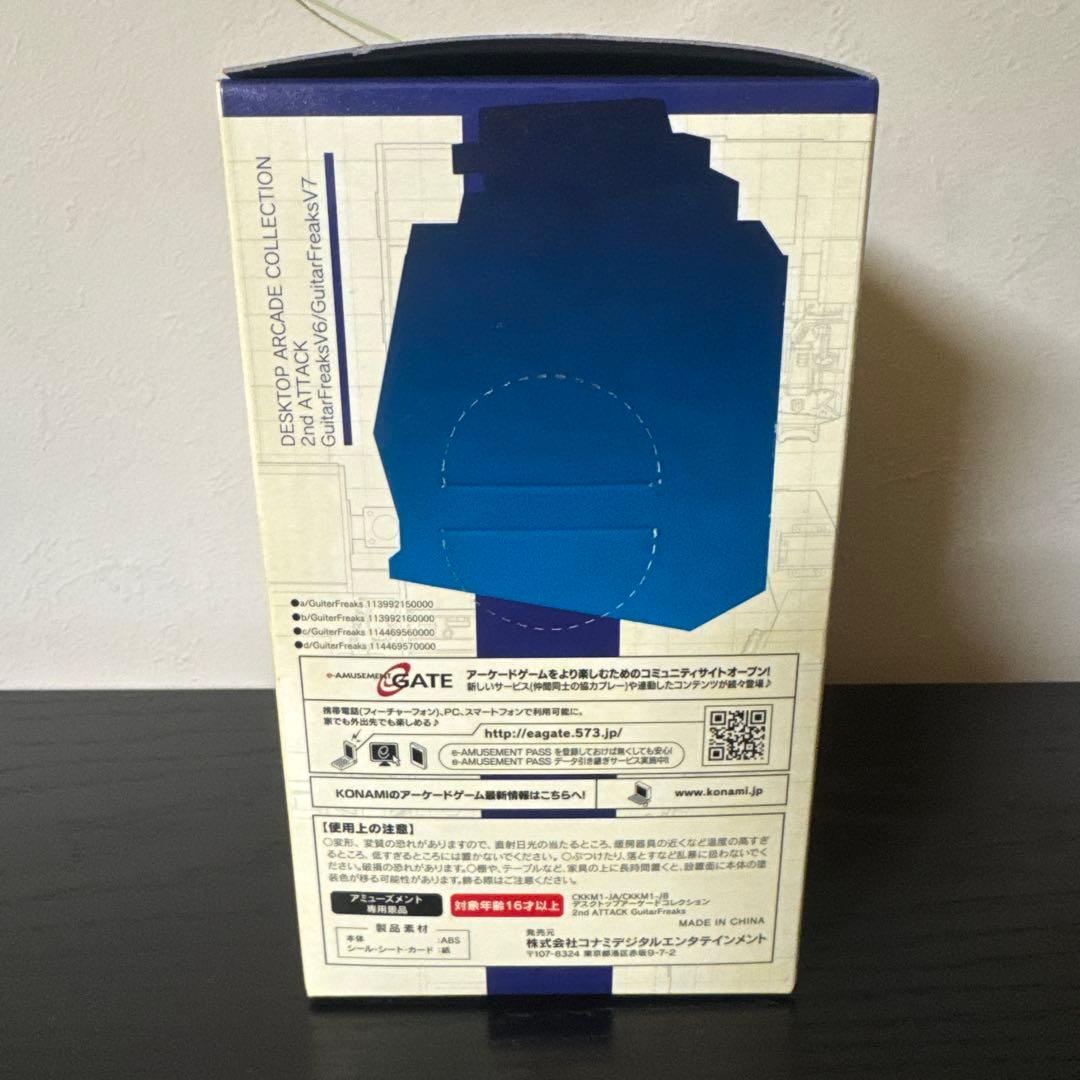 DESKTOP ARCADE COLLECTION
2nd ATTACK
GuitarFreaksV6/GuitarFreaksV7
●a/GuiterFreaks 113992150000
●b/GuiterFreaks 113992160000
●c/GuiterFreaks 114469560000
●d/GuiterFreaks 114469570000
e-AMUSEMENT GATE
アーケードゲームをより楽しむためのコミュニティサイトオープン!
新しいサービス(仲間同士の協力プレー)や連動したコンテンツが続々登場♪
携帯電話(フィーチャーフォン)、PC、スマートフォンで利用可能に。
家でも外出先でも楽しめる♪
http://eagate.573.jp/
e-AMUSEMENT PASS を登録しておけば無くしても安心!
e-AMUSEMENT PASS データ引き継ぎサービス実施中!!
KONAMIのアーケードゲーム最新情報はこちらへ!
www.konami.jp
【使用上の注意】
○変形、変質の恐れがありますので、直射日光の当たるところ、暖房器具の近くなど温度の高すぎ
るところ、低すぎるところには置かないでください。○ぶつけたり、落とすなど乱暴に扱わないでく
ださい。破損の恐れがあります。○棚や、テーブルなど、家具の上に長時間置くと、設置面に本体の塗
装色が移る可能性があります。飾る際はご注意ください。
アミューズメント
専用景品
対象年齢16才以上
CKKM1-JA/CKKM1-JB
デスクトップアーケードコレクション
2nd ATTACK GuitarFreaks
MADE IN CHINA
製品素材
本体 :ABS
シール・シート・カード :紙
発売元
株式会社コナミデジタルエンタテインメント
〒107-8324 東京都港区赤坂9-7-2